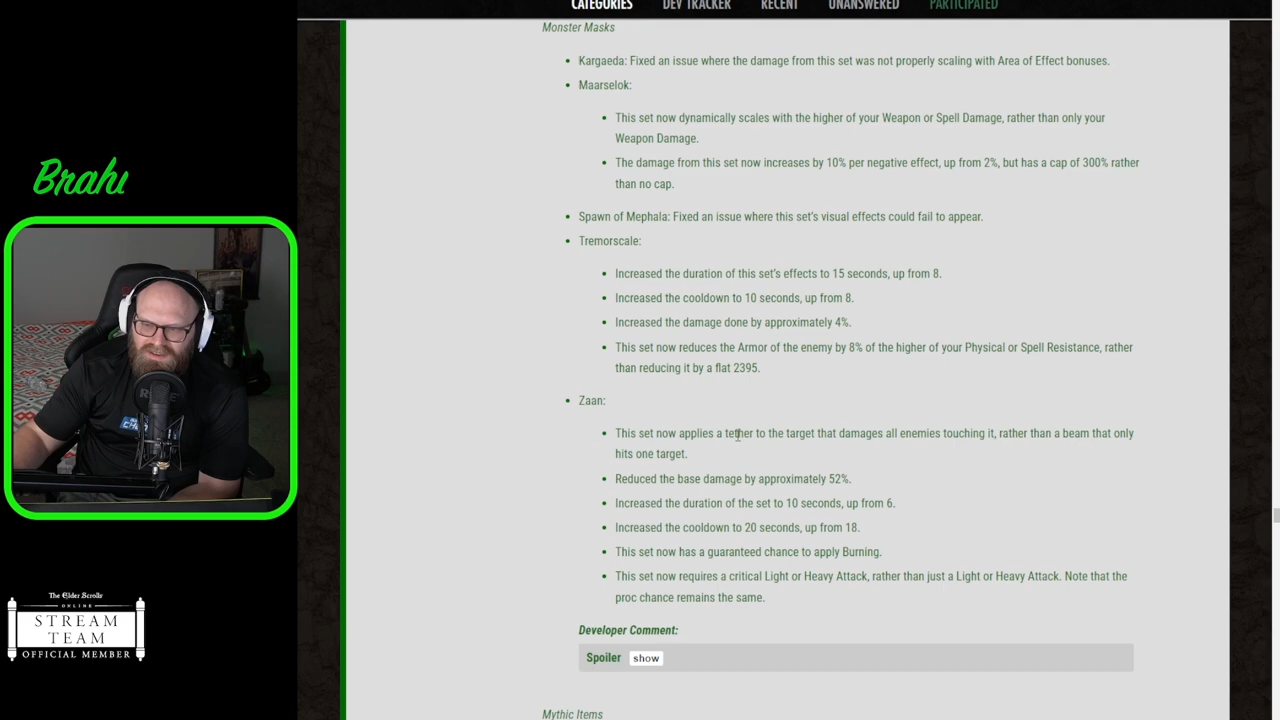 CATEGORIES DEV TRACKER RECENT UNANSWERED PARTICIPATED
Monster Masks
Kargaeda: Fixed an issue where the damage from this set was not properly scaling with Area of Effect bonuses.
Maarselok:
This set now dynamically scales with the higher of your Weapon or Spell Damage, rather than only your
Weapon Damage.
The damage from this set now increases by 10% per negative effect, up from 2%, but has a cap of 300% rather
than no cap.
Spawn of Mephala: Fixed an issue where this set's visual effects could fail to appear.
Tremorscale:
Increased the duration of this set's effects to 15 seconds, up from 8.
Increased the cooldown to 10 seconds, up from 8.
Increased the damage done by approximately 4%.
This set now reduces the Armor of the enemy by 8% of the higher of your Physical or Spell Resistance, rather
than reducing it by a flat 2395.
Zaan:
This set now applies a tether to the target that damages all enemies touching it, rather than a beam that only
hits one target.
Reduced the base damage by approximately 52%.
Increased the duration of the set to 10 seconds, up from 6.
Increased the cooldown to 20 seconds, up from 18.
This set now has a guaranteed chance to apply Burning.
This set now requires a critical Light or Heavy Attack, rather than just a Light or Heavy Attack. Note that the
proc chance remains the same.
Developer Comment:
Spoiler show
Mythic Items
Brahi
The Elder Scrolls
ONLINE
STREAM
TEAM
OFFICIAL MEMBER